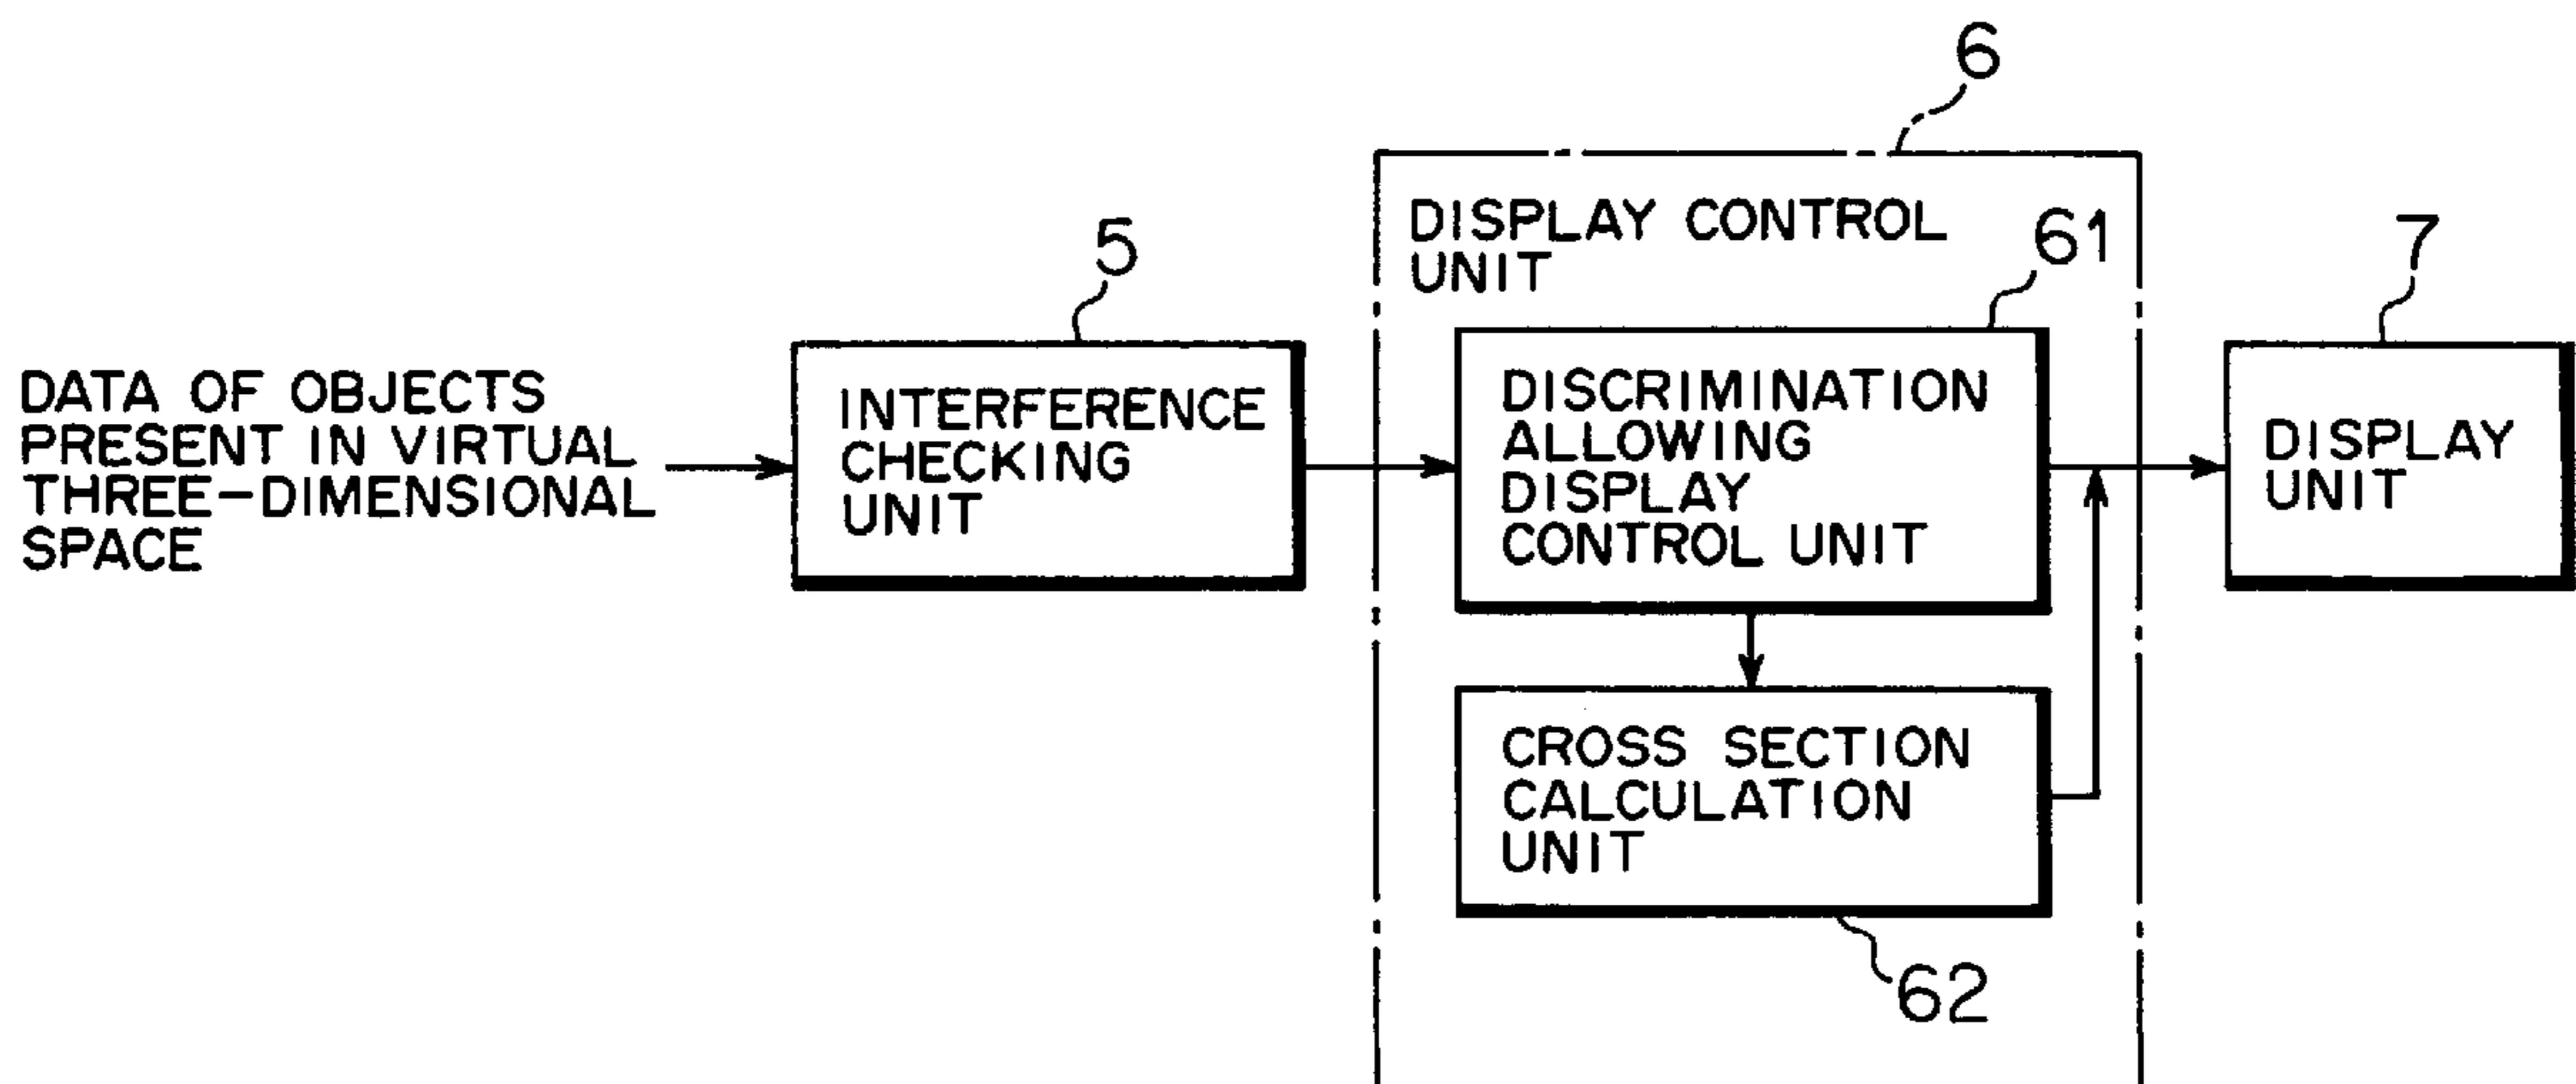 6
DISPLAY CONTROL
UNIT
5
61
7
DATA OF OBJECTS
PRESENT IN VIRTUAL
THREE-DIMENSIONAL
SPACE
INTERFERENCE
CHECKING
UNIT
DISCRIMINATION
ALLOWING
DISPLAY
CONTROL UNIT
DISPLAY
UNIT
CROSS SECTION
CALCULATION
UNIT
62